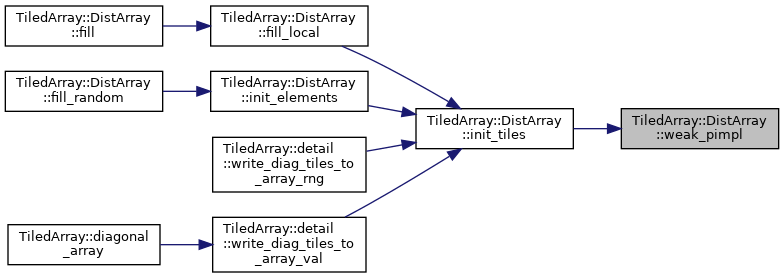 TiledArray::DistArray
::fill
TiledArray::DistArray
::fill_local
TiledArray::DistArray
::fill_random
TiledArray::DistArray
::init_elements
TiledArray::DistArray
::init_tiles
TiledArray::DistArray
::weak_pimpl
TiledArray::detail
::write_diag_tiles_to
_array_rng
TiledArray::diagonal
_array
TiledArray::detail
::write_diag_tiles_to
_array_val